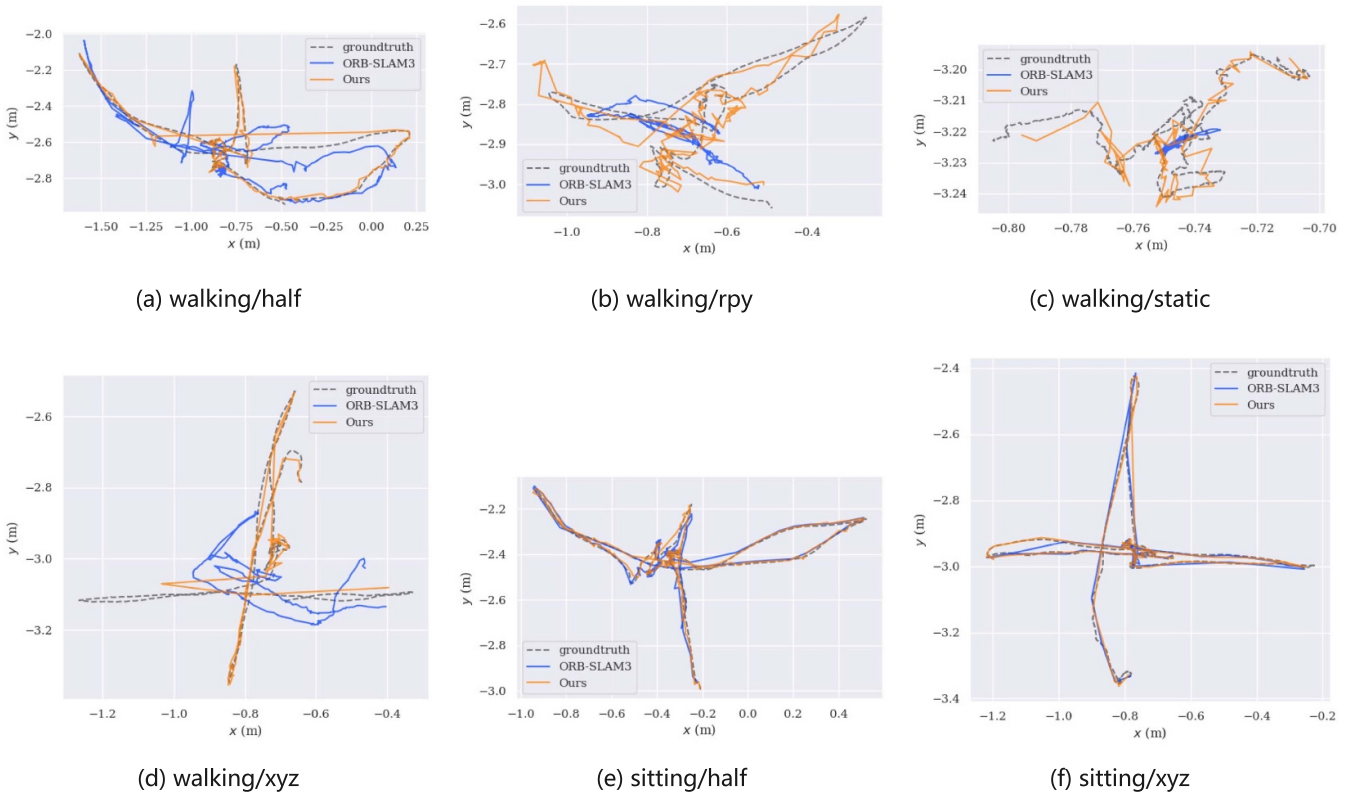 −2.0
−2.2
−2.4
−2.6
−2.8
y (m)
groundtruth
ORB-SLAM3
Ours
−1.50 −1.25 −1.00 −0.75 −0.50 −0.25 0.00 0.25
x (m)
(a) walking/half
−2.6
−2.7
−2.8
−2.9
−3.0
y (m)
groundtruth
ORB-SLAM3
Ours
−1.0 −0.8 −0.6 −0.4
x (m)
(b) walking/rpy
−3.20
−3.21
−3.22
−3.23
−3.24
y (m)
groundtruth
ORB-SLAM3
Ours
−0.80 −0.78 −0.76 −0.74 −0.72 −0.70
x (m)
(c) walking/static
−2.6
−2.8
−3.0
−3.2
y (m)
groundtruth
ORB-SLAM3
Ours
−1.2 −1.0 −0.8 −0.6 −0.4
x (m)
(d) walking/xyz
−2.2
−2.4
−2.6
−2.8
−3.0
y (m)
groundtruth
ORB-SLAM3
Ours
−1.0 −0.8 −0.6 −0.4 −0.2 0.0 0.2 0.4
x (m)
(e) sitting/half
−2.4
−2.6
−2.8
−3.0
−3.2
−3.4
y (m)
groundtruth
ORB-SLAM3
Ours
−1.2 −1.0 −0.8 −0.6 −0.4 −0.2
x (m)
(f) sitting/xyz